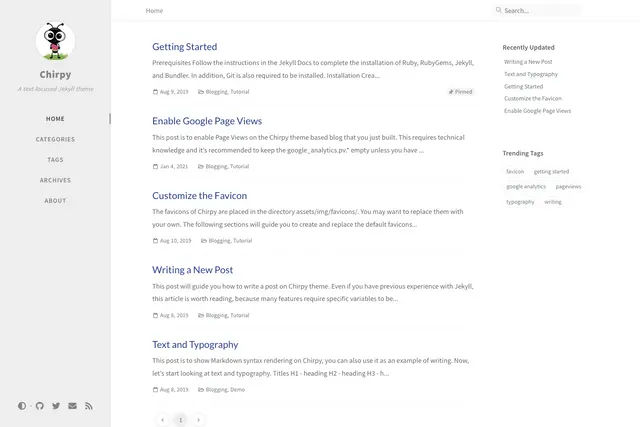 Chirpy
A text-focused Jekyll theme
HOME
CATEGORIES
TAGS
ARCHIVES
ABOUT
Home
Search...
Getting Started
Prerequisites Follow the instructions in the Jekyll Docs to complete the installation of Ruby, RubyGems, Jekyll,
and Bundler. In addition, Git is also required to be installed. Installation Crea...
Aug 9, 2019 Blogging, Tutorial Pinned
Enable Google Page Views
This post is to enable Page Views on the Chirpy theme based blog that you just built. This requires technical
knowledge and it's recommended to keep the google_analytics.pv.* empty unless you have ...
Jan 4, 2021 Blogging, Tutorial
Customize the Favicon
The favicons of Chirpy are placed in the directory assets/img/favicons/. You may want to replace them with
your own. The following sections will guide you to create and replace the default favicons...
Aug 10, 2019 Blogging, Tutorial
Writing a New Post
This post will guide you how to write a post on Chirpy theme. Even if you have previous experience with Jekyll,
this article is worth reading, because many features require specific variables to be...
Aug 8, 2019 Blogging, Tutorial
Text and Typography
This post is to show Markdown syntax rendering on Chirpy, you can also use it as an example of writing. Now,
let's start looking at text and typography. Titles H1 - heading H2 - heading H3 - h...
Aug 8, 2019 Blogging, Demo
1
Recently Updated
Writing a New Post
Text and Typography
Getting Started
Customize the Favicon
Enable Google Page Views
Trending Tags
favicon getting started
google analytics pageviews
typography writing